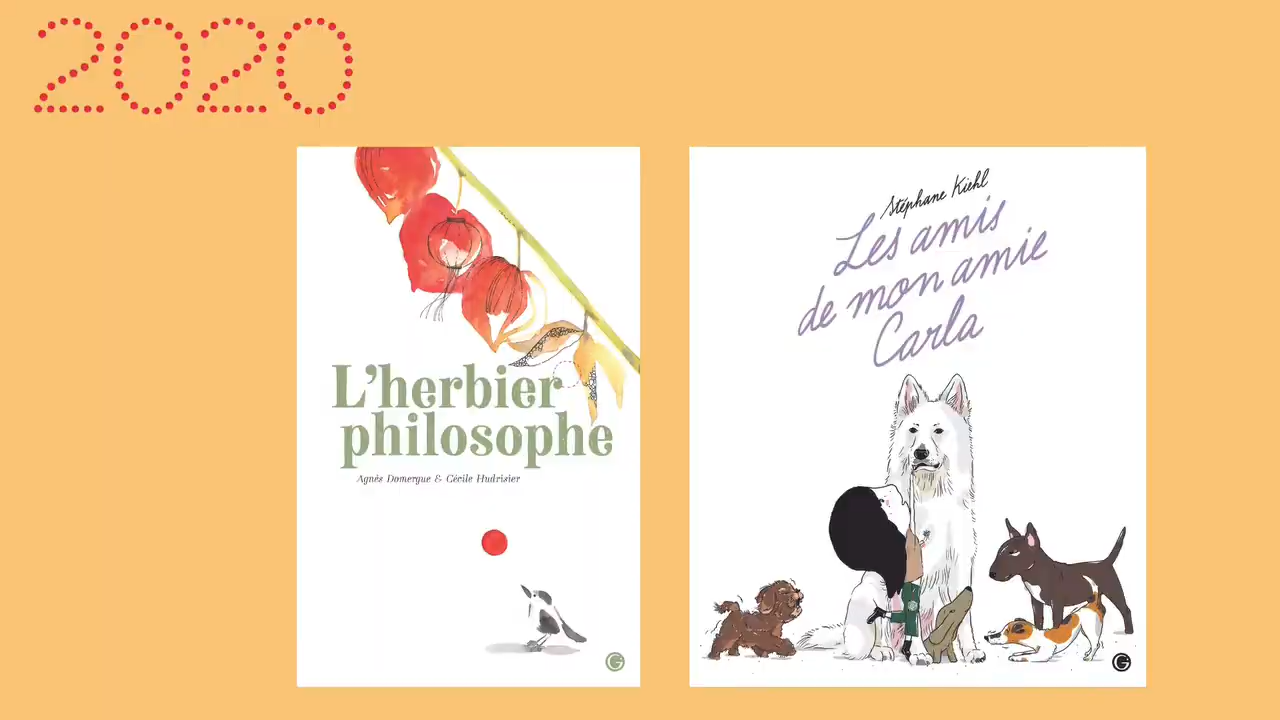 2020
L'herbier
philosophe
Agnès Domergue & Cécile Hudrisier
G
Stéphane Kiehl
Les amis
de mon amie
Carla
G